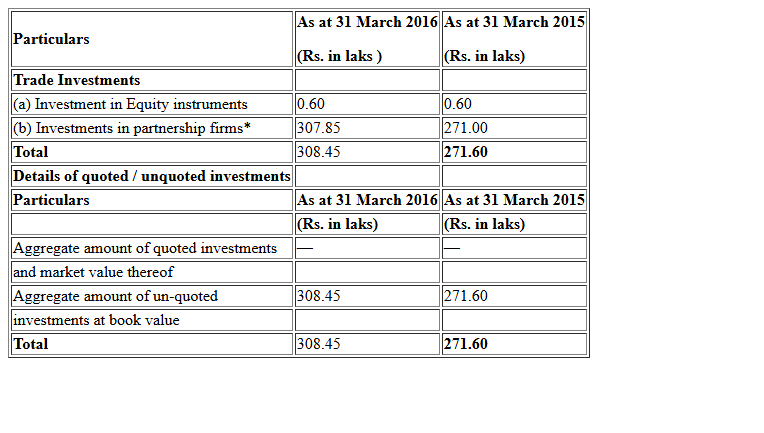 Particulars As at 31 March 2016 As at 31 March 2015
(Rs. in laks ) (Rs. in laks)
Trade Investments
(a) Investment in Equity instruments 0.60 0.60
(b) Investments in partnership firms* 307.85 271.00
Total 308.45 271.60
Details of quoted / unquoted investments
Particulars As at 31 March 2016 As at 31 March 2015
(Rs. in laks) (Rs. in laks)
Aggregate amount of quoted investments — —
and market value thereof
Aggregate amount of un-quoted 308.45 271.60
investments at book value
Total 308.45 271.60